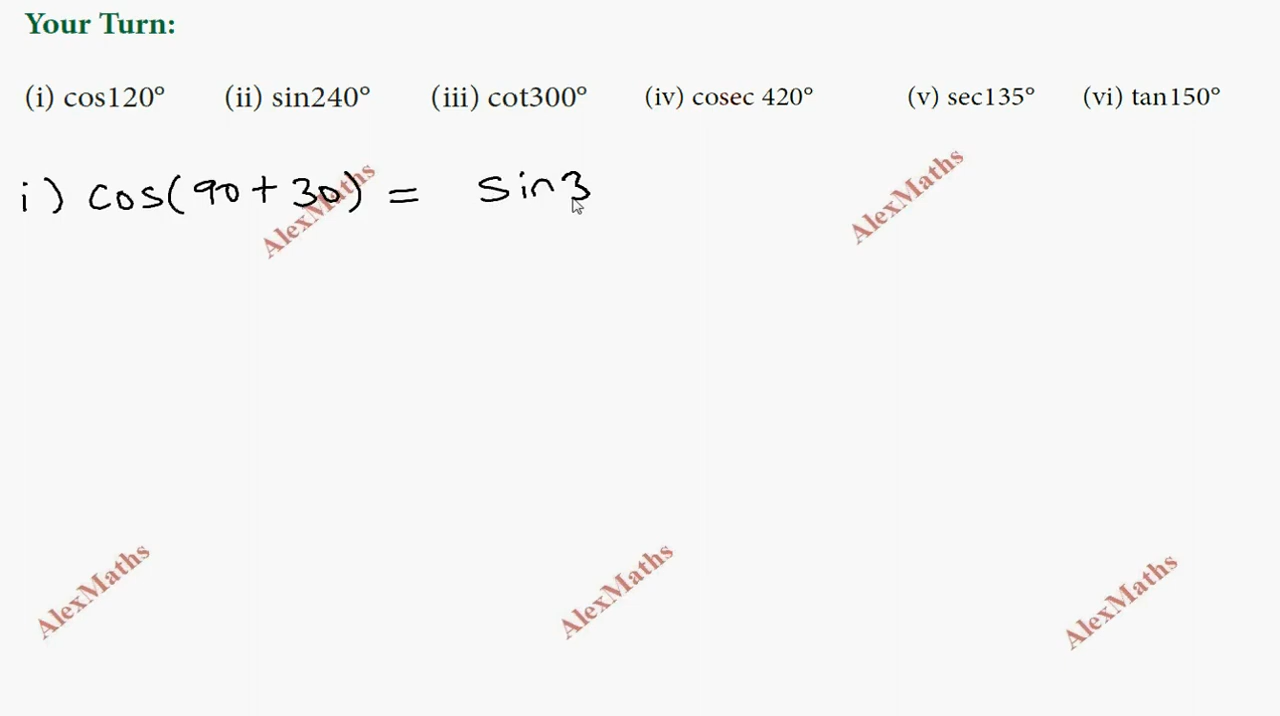 Your Turn:
(i) cos120° (ii) sin240° (iii) cot300° (iv) cosec 420° (v) sec135° (vi) tan150°
i) cos(90+30) = sin3
AlexMaths
AlexMaths
AlexMaths
AlexMaths
AlexMaths